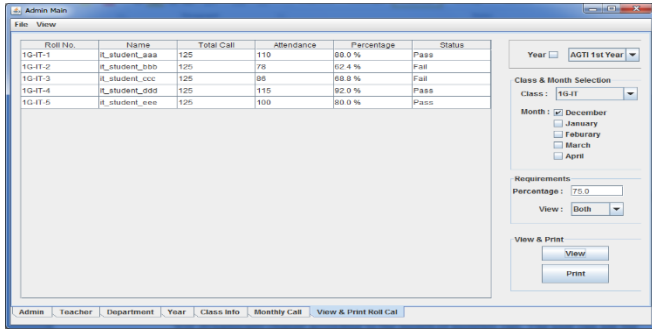 Admin Main
File View
Roll No. Name Total Call Attendance Percentage Status
1G-IT-1 it_student_aaa 125 110 88.0 % Pass
1G-IT-2 it_student_bbb 125 78 62.4 % Fail
1G-IT-3 it_student_ccc 125 86 68.8 % Fail
1G-IT-4 it_student_ddd 125 115 92.0 % Pass
1G-IT-5 it_student_eee 125 100 80.0 % Pass
Year AGTI 1st Year
Class & Month Selection
Class : 1G-IT
Month : December
January
Feburary
March
April
Requirements
Percentage : 75.0
View : Both
View & Print
View
Print
Admin Teacher Department Year Class Info Monthly Call View & Print Roll Cal